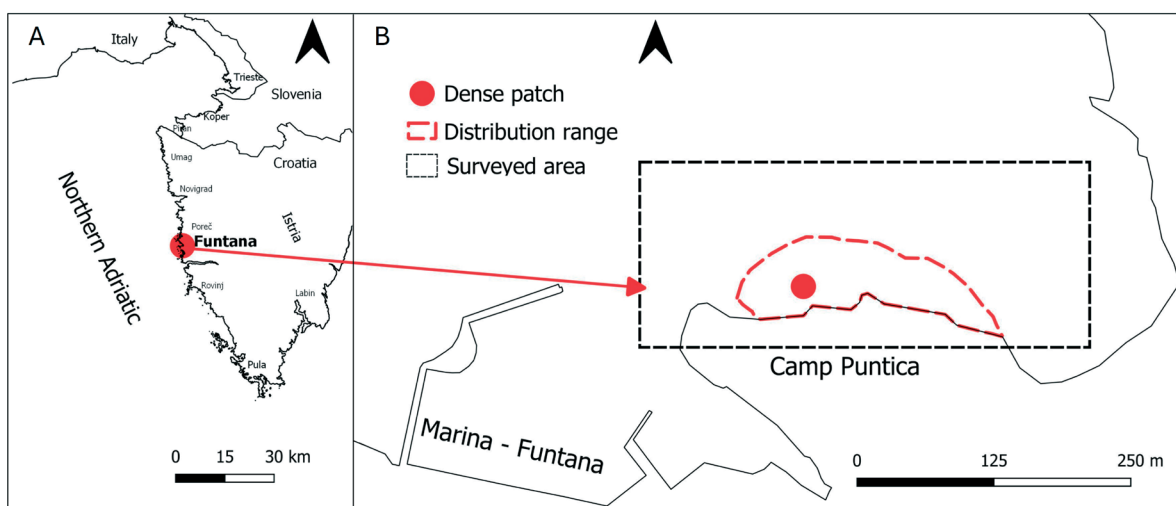 A
Italy
Trieste
Slovenia
Koper
Piran
Croatia
Umag
Novigrad
Northern Adriatic
Poreč
Istria
Funtana
Rovinj
Labin
Pula
0 15 30 km
B
Dense patch
Distribution range
Surveyed area
Camp Puntica
Marina - Funtana
0 125 250 m